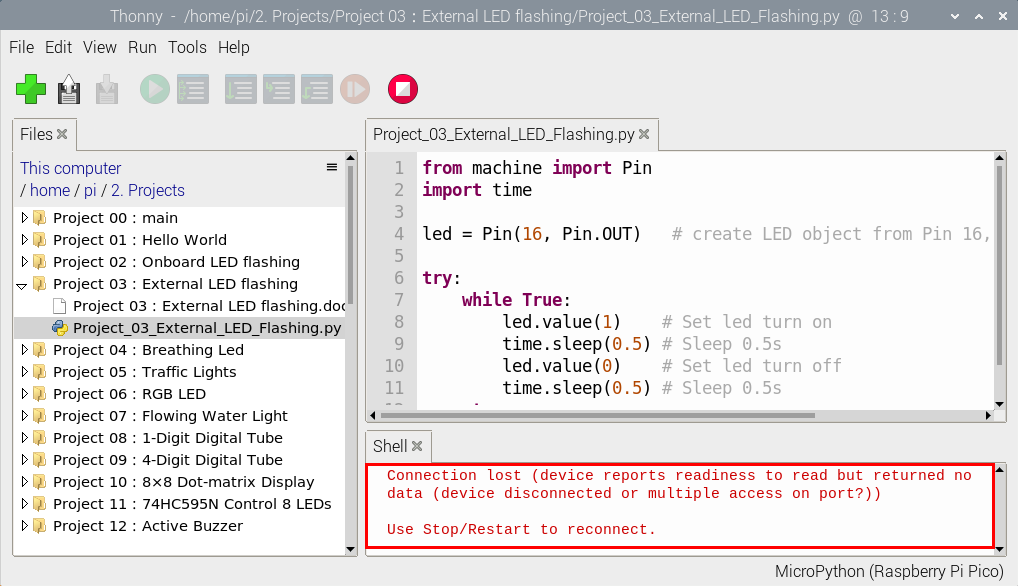 Thonny - /home/pi/2. Projects/Project 03 : External LED flashing/Project_03_External_LED_Flashing.py @ 13 : 9
File Edit View Run Tools Help
Files
This computer
/ home / pi / 2. Projects
Project 00 : main
Project 01 : Hello World
Project 02 : Onboard LED flashing
Project 03 : External LED flashing
Project 03 : External LED flashing.doc
Project_03_External_LED_Flashing.py
Project 04 : Breathing Led
Project 05 : Traffic Lights
Project 06 : RGB LED
Project 07 : Flowing Water Light
Project 08 : 1-Digit Digital Tube
Project 09 : 4-Digit Digital Tube
Project 10 : 8×8 Dot-matrix Display
Project 11 : 74HC595N Control 8 LEDs
Project 12 : Active Buzzer
Project_03_External_LED_Flashing.py
1 from machine import Pin
2 import time
3
4 led = Pin(16, Pin.OUT) # create LED object from Pin 16,
5
6 try:
7 while True:
8 led.value(1) # Set led turn on
9 time.sleep(0.5) # Sleep 0.5s
10 led.value(0) # Set led turn off
11 time.sleep(0.5) # Sleep 0.5s
Shell
Connection lost (device reports readiness to read but returned no
data (device disconnected or multiple access on port?))
Use Stop/Restart to reconnect.
MicroPython (Raspberry Pi Pico)